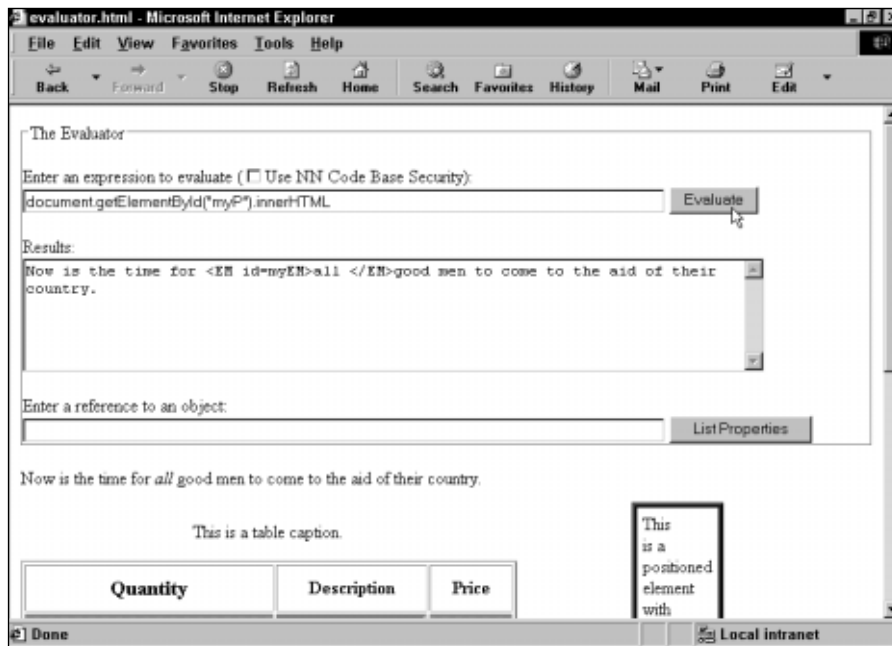 evaluator.html - Microsoft Internet Explorer
File Edit View Favorites Tools Help
Back Forward Stop Refresh Home Search Favorites History Mail Print Edit
The Evaluator
Enter an expression to evaluate ( Use NN Code Base Security):
document.getElementById("myP").innerHTML
Evaluate
Results:
Now is the time for <EM id=myEM>all </EM>good men to come to the aid of their
country.
Enter a reference to an object:
List Properties
Now is the time for all good men to come to the aid of their country.
This is a table caption.
Quantity Description Price
This
is a
positioned
element
with
Done
Local intranet